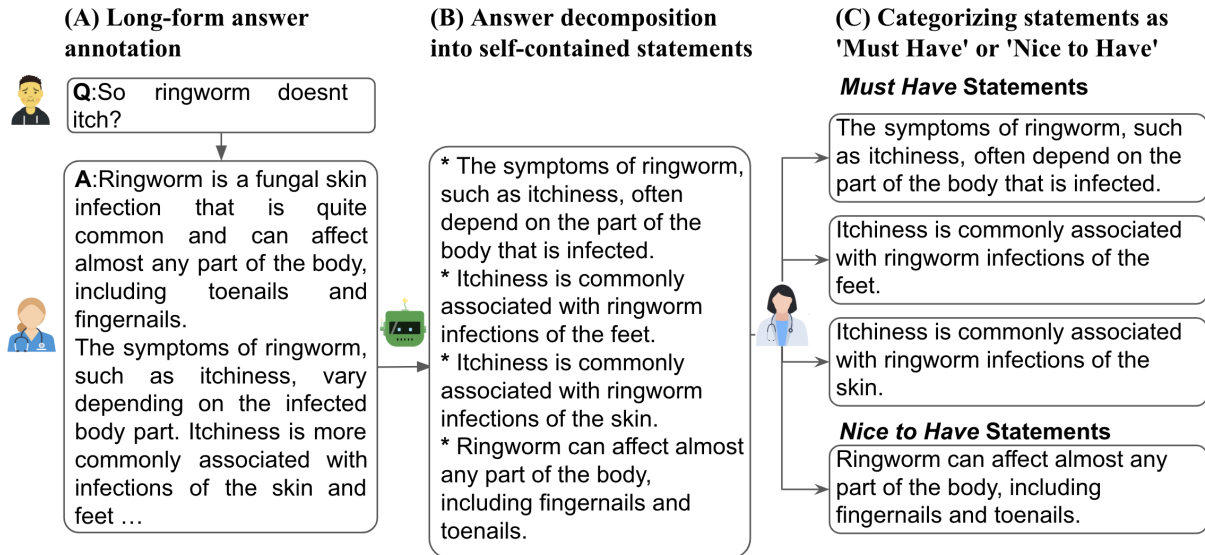 (A) Long-form answer
annotation
Q:So ringworm doesnt
itch?
A:Ringworm is a fungal skin
infection that is quite
common and can affect
almost any part of the body,
including toenails and
fingernails.
The symptoms of ringworm,
such as itchiness, vary
depending on the infected
body part. Itchiness is more
commonly associated with
infections of the skin and
feet …
(B) Answer decomposition
into self-contained statements
* The symptoms of ringworm,
such as itchiness, often
depend on the part of the
body that is infected.
* Itchiness is commonly
associated with ringworm
infections of the feet.
* Itchiness is commonly
associated with ringworm
infections of the skin.
* Ringworm can affect almost
any part of the body,
including fingernails and
toenails.
(C) Categorizing statements as
'Must Have' or 'Nice to Have'
Must Have Statements
The symptoms of ringworm, such
as itchiness, often depend on the
part of the body that is infected.
Itchiness is commonly associated
with ringworm infections of the
feet.
Itchiness is commonly associated
with ringworm infections of the
skin.
Nice to Have Statements
Ringworm can affect almost any
part of the body, including
fingernails and toenails.